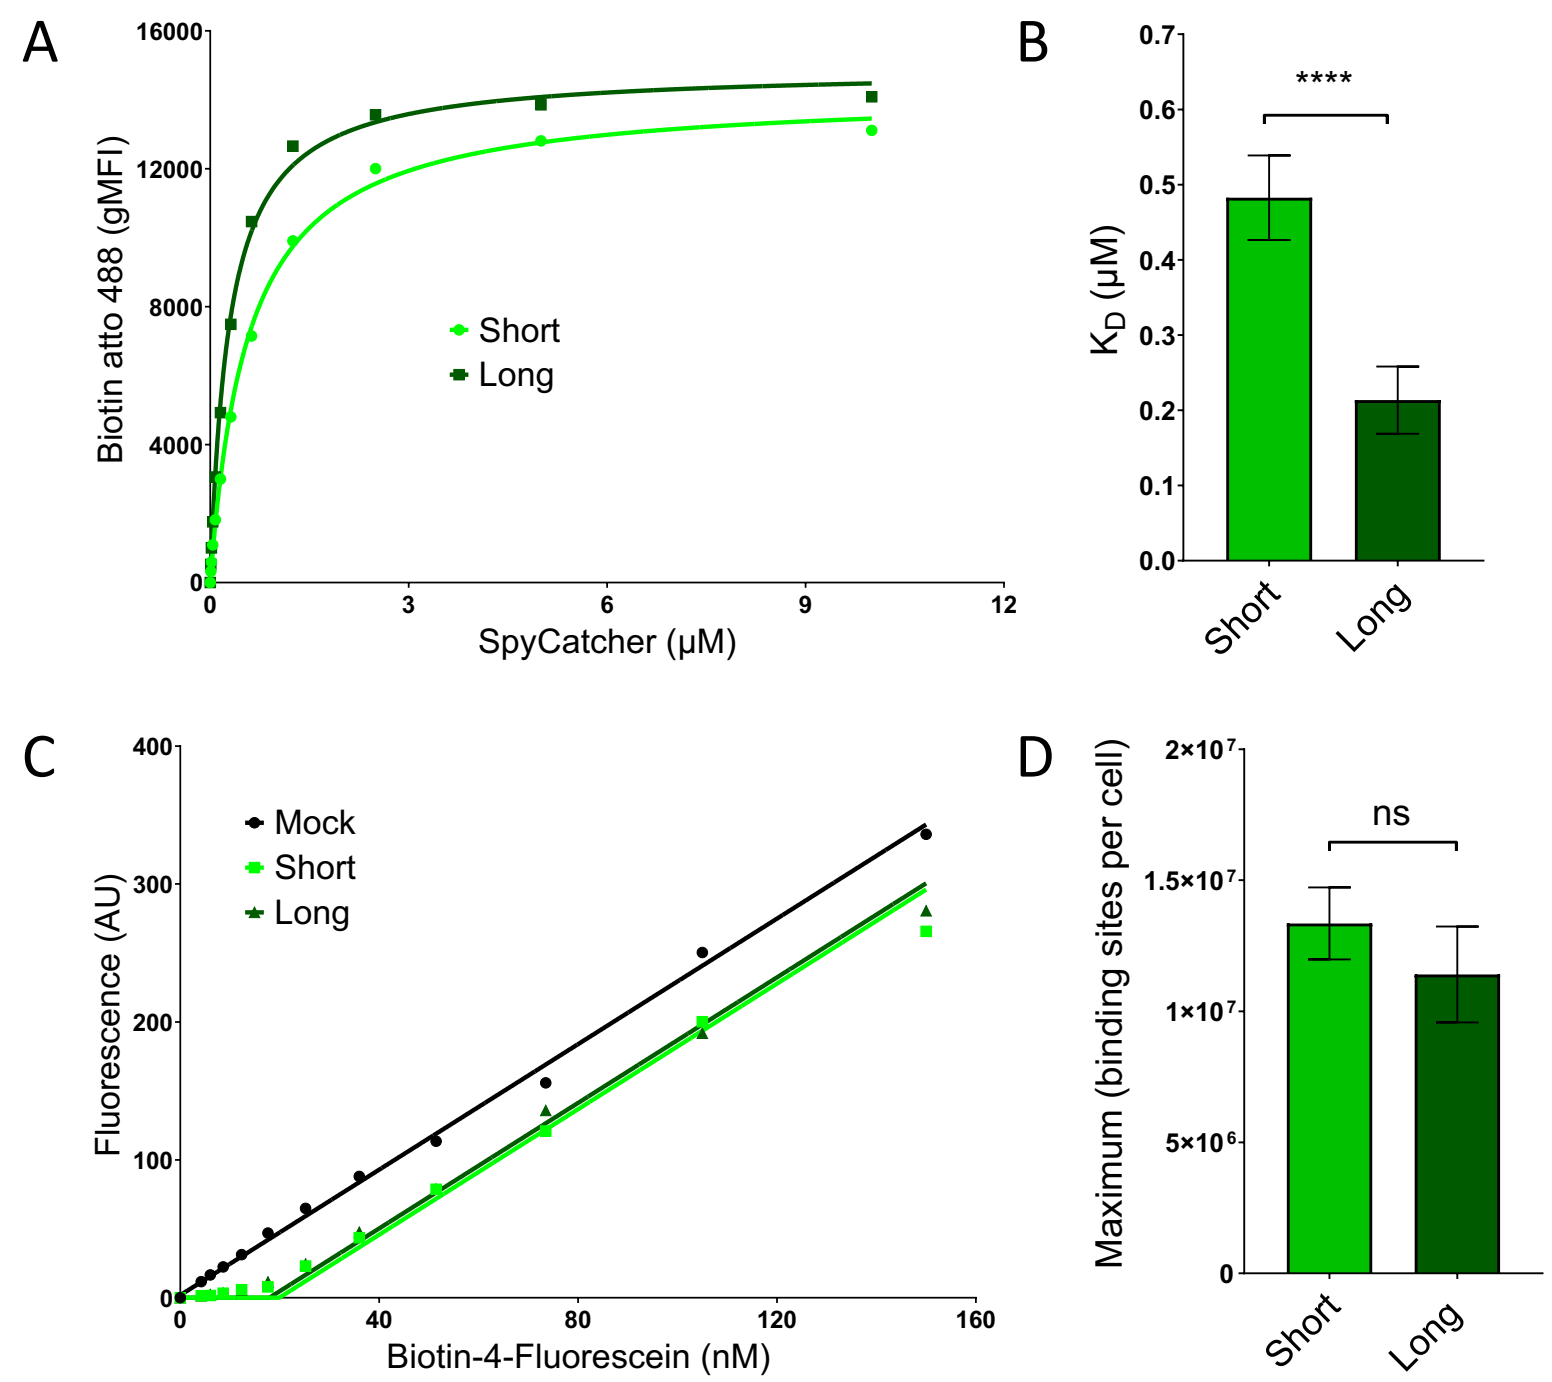 A
16000
12000
8000
4000
0
0 3 6 9 12
Biotin atto 488 (gMFI)
SpyCatcher (µM)
Short
Long
B
0.7
0.6
0.5
0.4
0.3
0.2
0.1
0.0
K_D (µM)
****
Short
Long
C
400
300
200
100
0
0 40 80 120 160
Fluorescence (AU)
Biotin-4-Fluorescein (nM)
Mock
Short
Long
D
2×10⁷
1.5×10⁷
1×10⁷
5×10⁶
0
Maximum (binding sites per cell)
ns
Short
Long